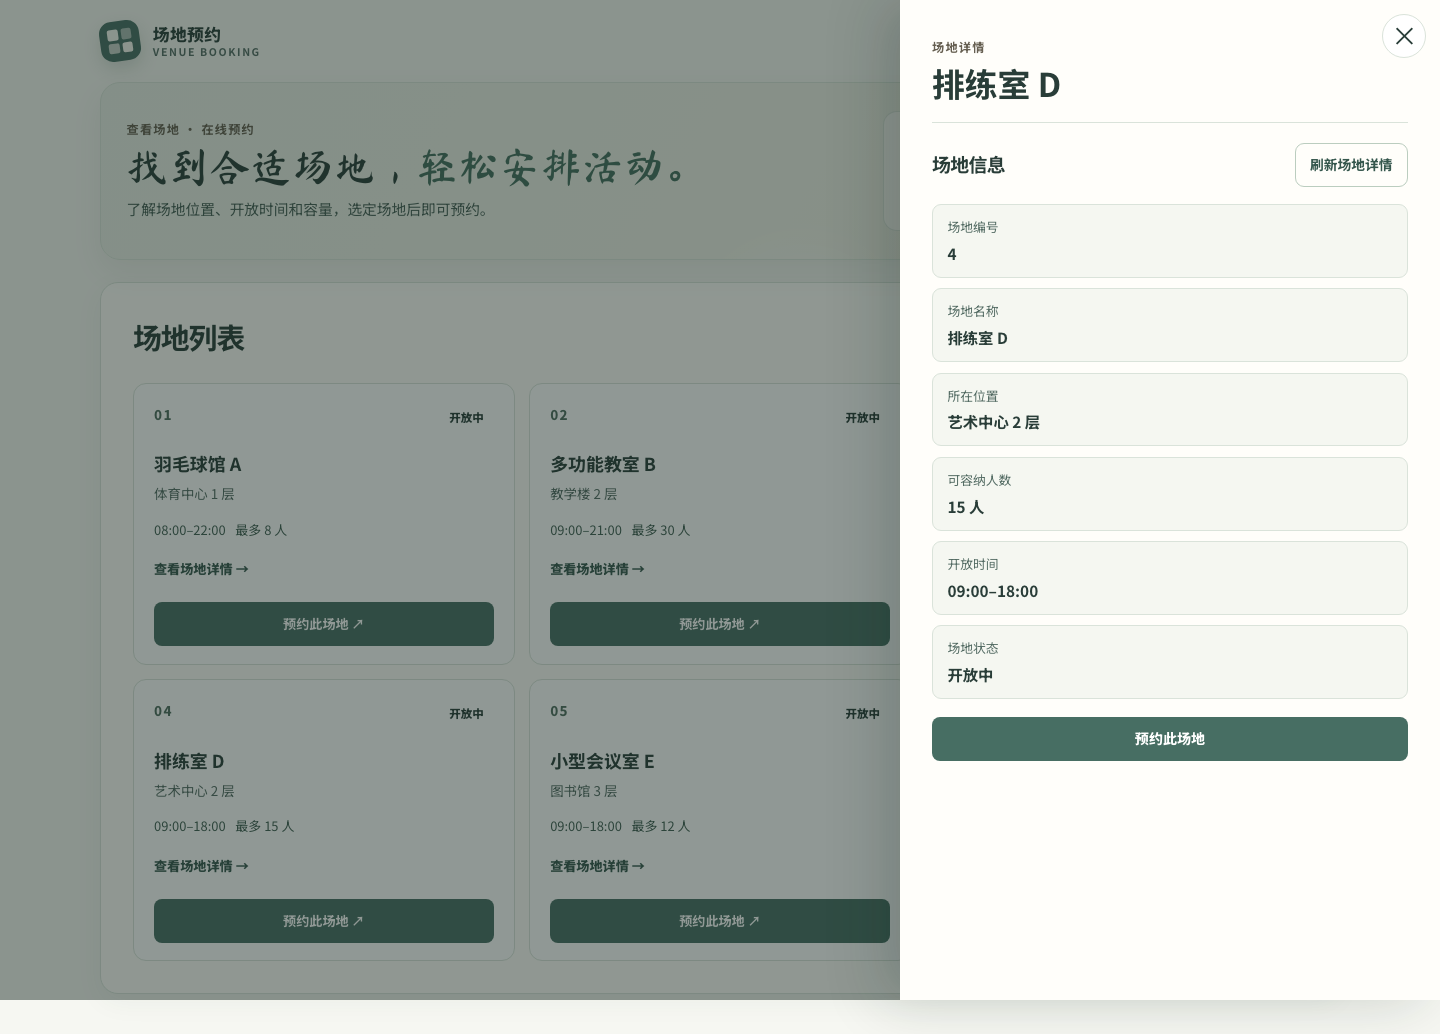 场地预约
VENUE BOOKING
查看场地 · 在线预约
找到合适场地，轻松安排活动。
了解场地位置、开放时间和容量，选定场地后即可预约。
场地列表
01
开放中
羽毛球馆 A
体育中心 1 层
08:00–22:00 最多 8 人
查看场地详情 →
预约此场地 ↗
02
开放中
多功能教室 B
教学楼 2 层
09:00–21:00 最多 30 人
查看场地详情 →
预约此场地 ↗
04
开放中
排练室 D
艺术中心 2 层
09:00–18:00 最多 15 人
查看场地详情 →
预约此场地 ↗
05
开放中
小型会议室 E
图书馆 3 层
09:00–18:00 最多 12 人
查看场地详情 →
预约此场地 ↗
场地详情
排练室 D
场地信息
刷新场地详情
场地编号
4
场地名称
排练室 D
所在位置
艺术中心 2 层
可容纳人数
15 人
开放时间
09:00–18:00
场地状态
开放中
预约此场地